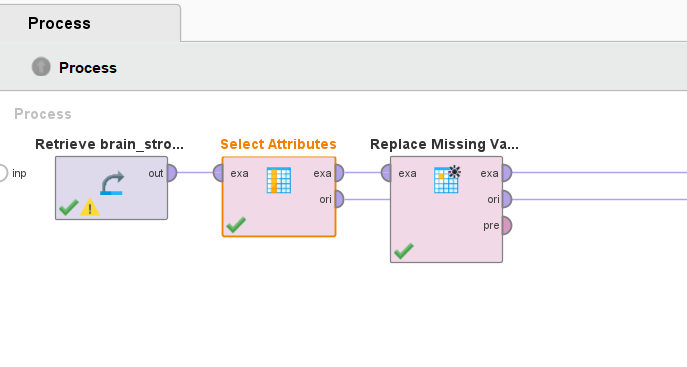 Process
Process
Process
Retrieve brain_stro...
Select Attributes
Replace Missing Va...
inp
out
exa
exa
ori
exa
exa
ori
pre